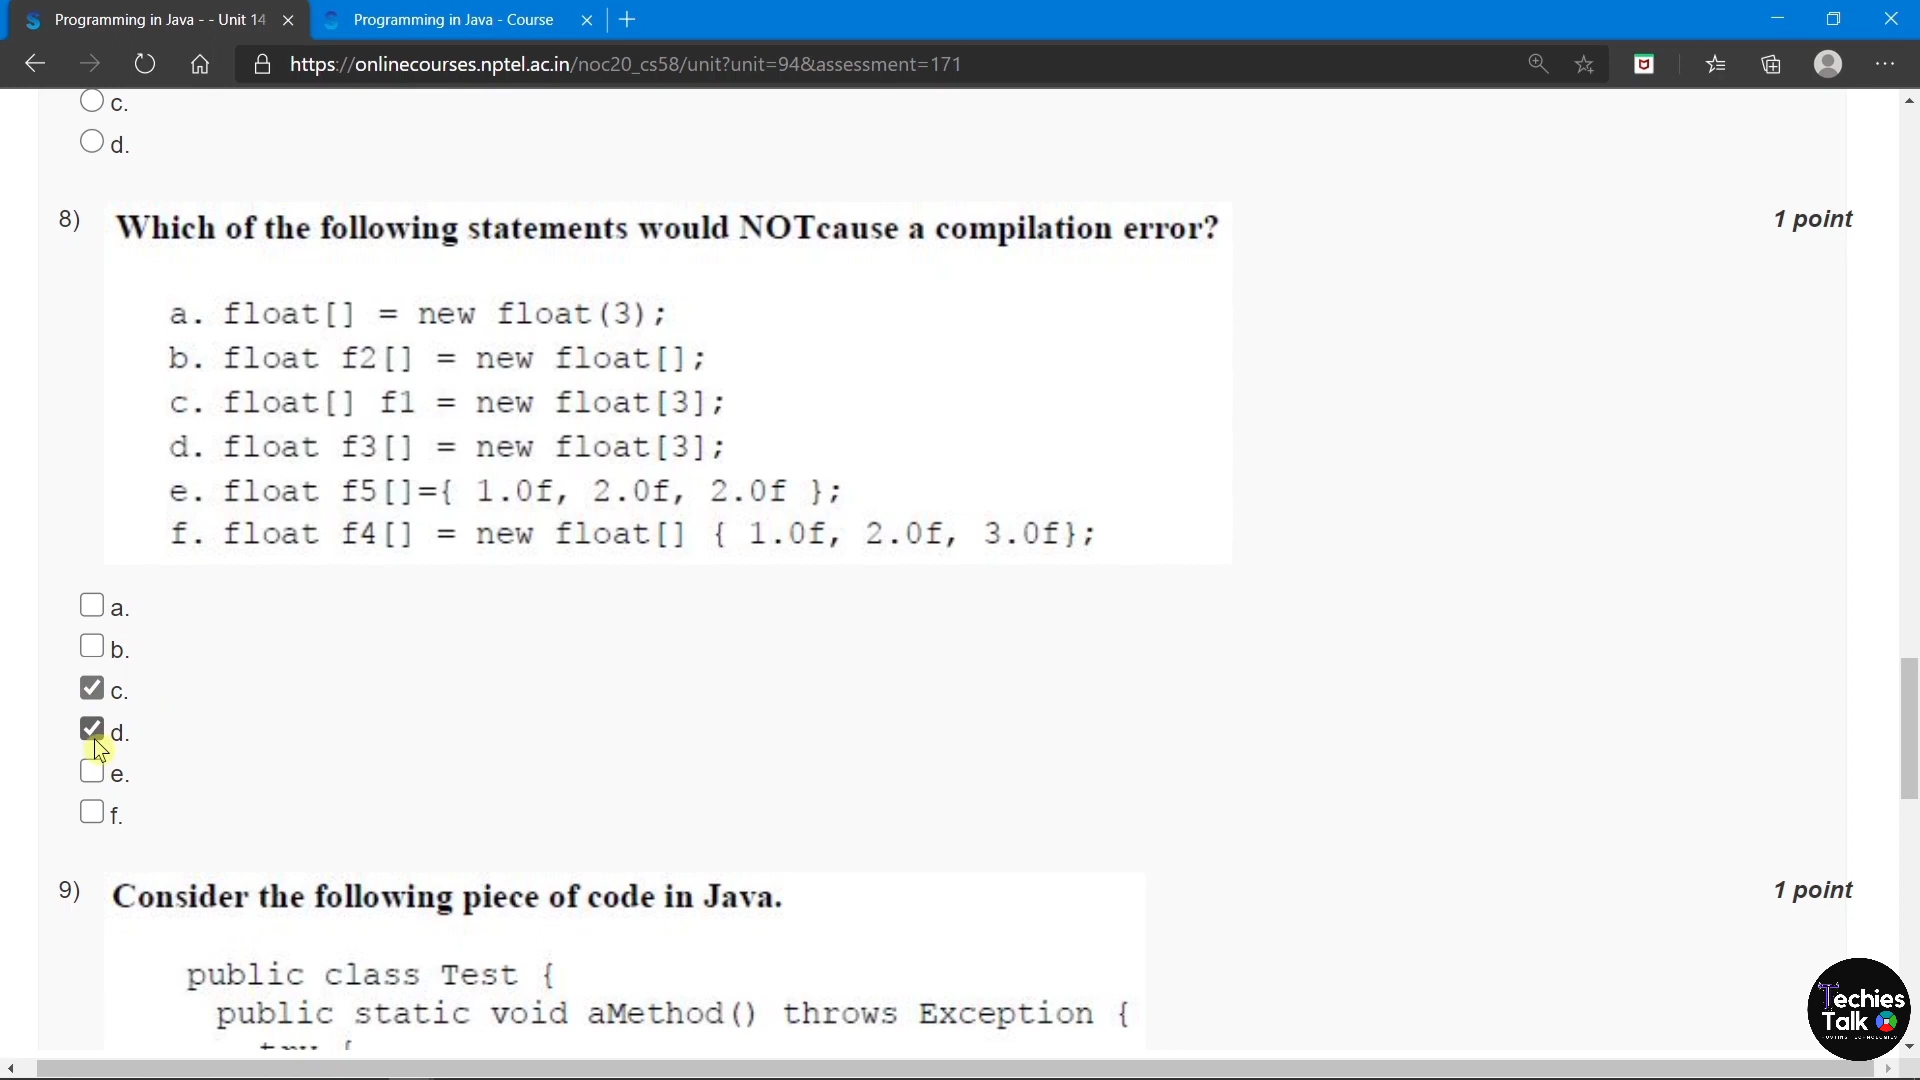 Programming in Java - - Unit 14
Programming in Java - Course
https://onlinecourses.nptel.ac.in/noc20_cs58/unit?unit=94&assessment=171
c.
d.
8) Which of the following statements would NOTcause a compilation error? 1 point
a. float[] = new float(3);
b. float f2[] = new float[];
c. float[] f1 = new float[3];
d. float f3[] = new float[3];
e. float f5[]={ 1.0f, 2.0f, 2.0f };
f. float f4[] = new float[] { 1.0f, 2.0f, 3.0f};
a.
b.
c.
d.
e.
f.
9) Consider the following piece of code in Java. 1 point
public class Test {
public static void aMethod() throws Exception {
Techies
Talk